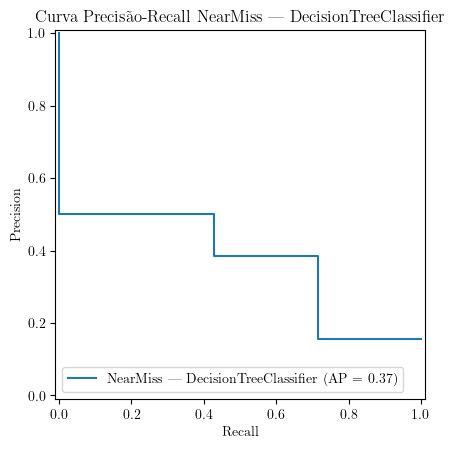 Curva Precisão-Recall NearMiss — DecisionTreeClassifier
1.0
0.8
0.6
0.4
0.2
0.0
Precision
NearMiss — DecisionTreeClassifier (AP = 0.37)
0.0 0.2 0.4 0.6 0.8 1.0
Recall